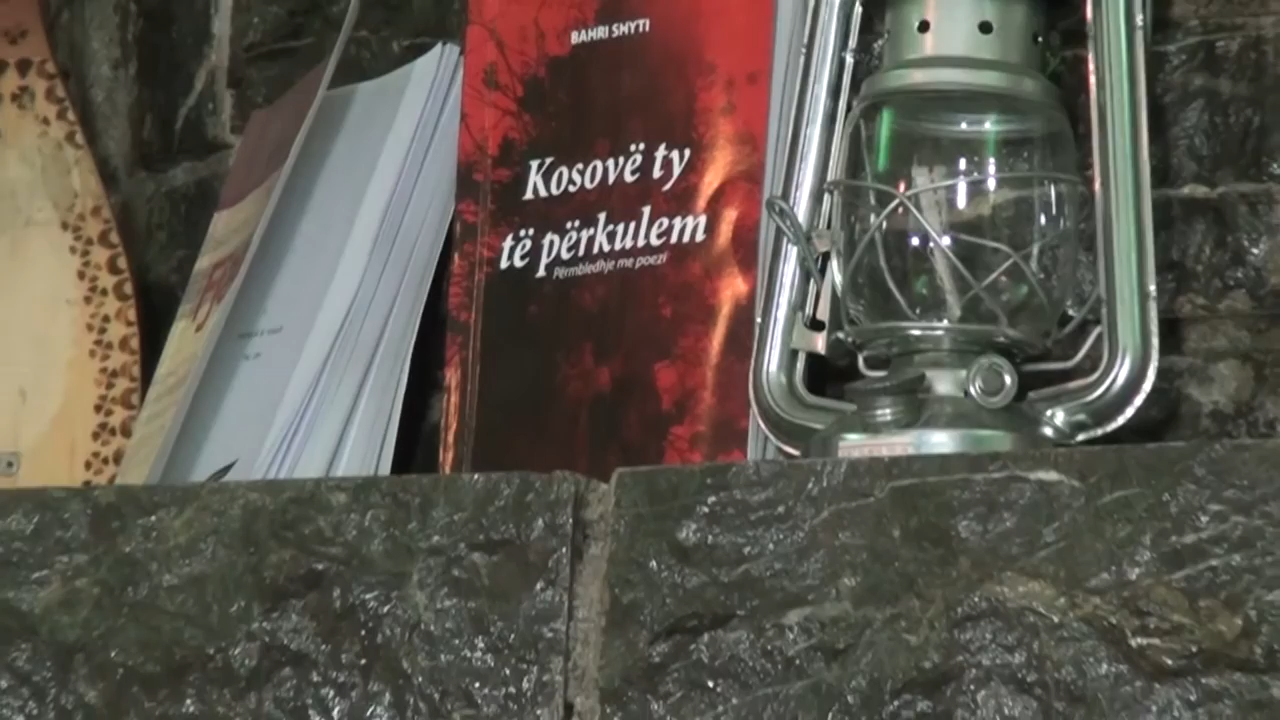 BAHRI SHYTI
Kosovë ty
të përkulem
Përmbledhje me poezi